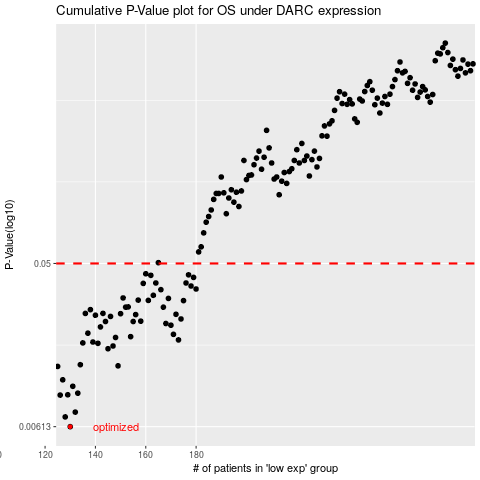 Cumulative P-Value plot for OS under DARC expression
P-Value(log10)
0.05
0.00613
optimized
0
120
140
160
180
# of patients in 'low exp' group